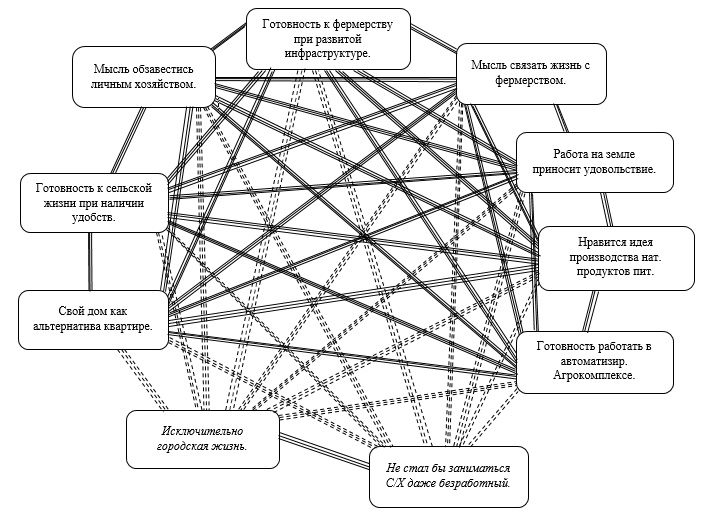 Готовность к фермерству
при развитой
инфраструктуре.
Мысль обзавестись
личным хозяйством.
Мысль связать жизнь с
фермерством.
Работа на земле
приносит удовольствие.
Готовность к сельской
жизни при наличии
удобств.
Нравится идея
производства нат.
продуктов пит.
Свой дом как
альтернатива квартире.
Готовность работать в
автоматизир.
Агрокомплексе.
Исключительно
городская жизнь.
Не стал бы заниматься
С/Х даже безработный.